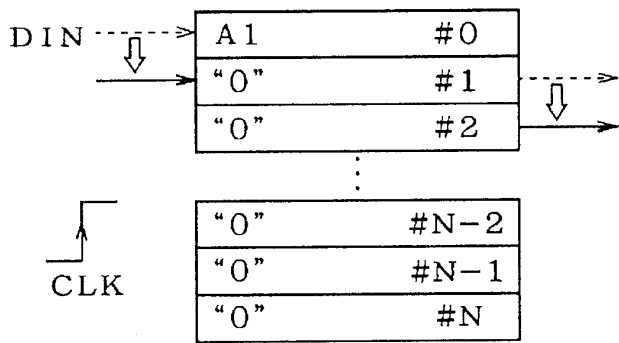 DIN A1 #0
“0” #1
“0” #2
“0” #N-2
“0” #N-1
CLK
“0” #N